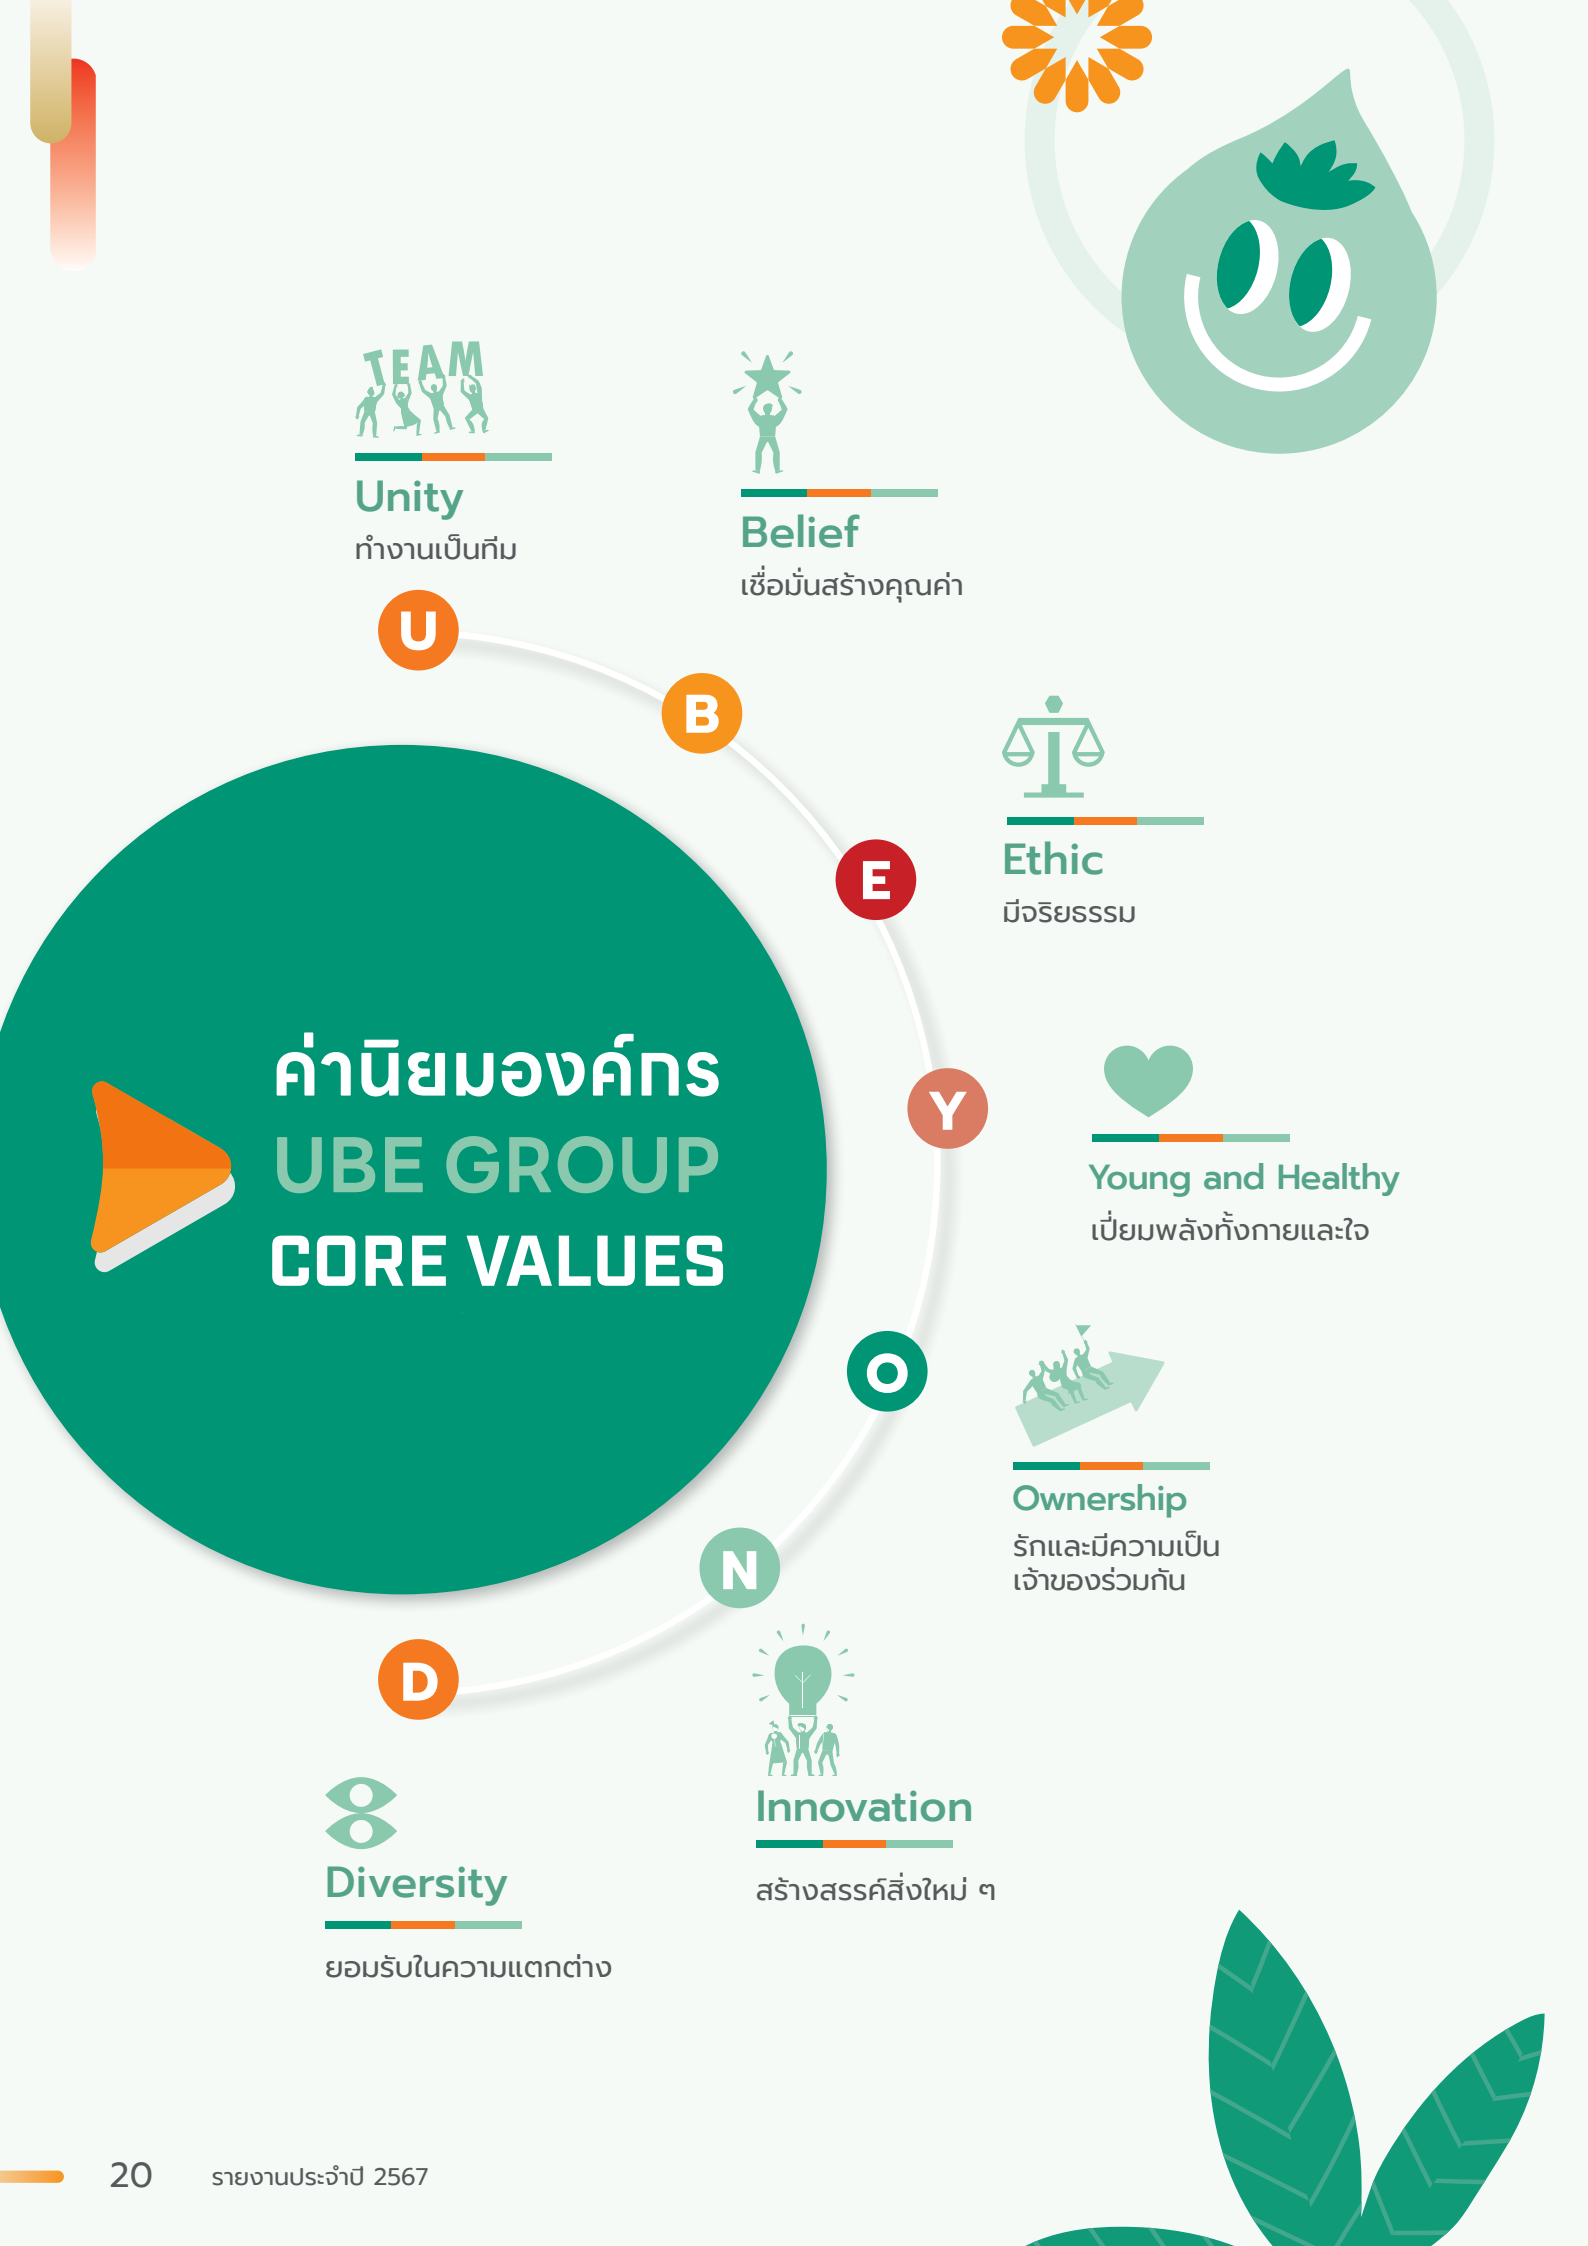 TEAM
Unity
ทำงานเป็นทีม
Belief
เชื่อมั่นสร้างคุณค่า
U
B
E
Ethic
มีจริยธรรม
ค่านิยมองค์กร
UBE GROUP
CORE VALUES
Y
Young and Healthy
เปี่ยมพลังทั้งกายและใจ
O
Ownership
รักและมีความเป็น
เจ้าของร่วมกัน
N
Innovation
สร้างสรรค์สิ่งใหม่ ๆ
D
Diversity
ยอมรับในความแตกต่าง
20 รายงานประจำปี 2567